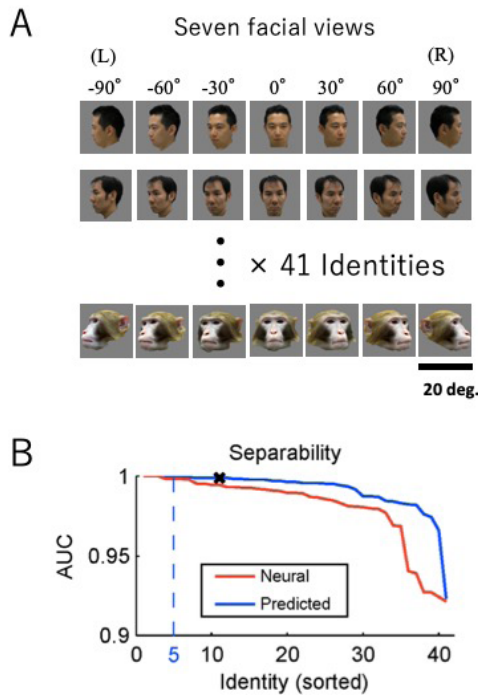 A
Seven facial views
(L) (R)
-90° -60° -30° 0° 30° 60° 90°
× 41 Identities
20 deg.
B
Separability
1
0.95
0.9
AUC
Neural
Predicted
0 5 10 20 30 40
Identity (sorted)